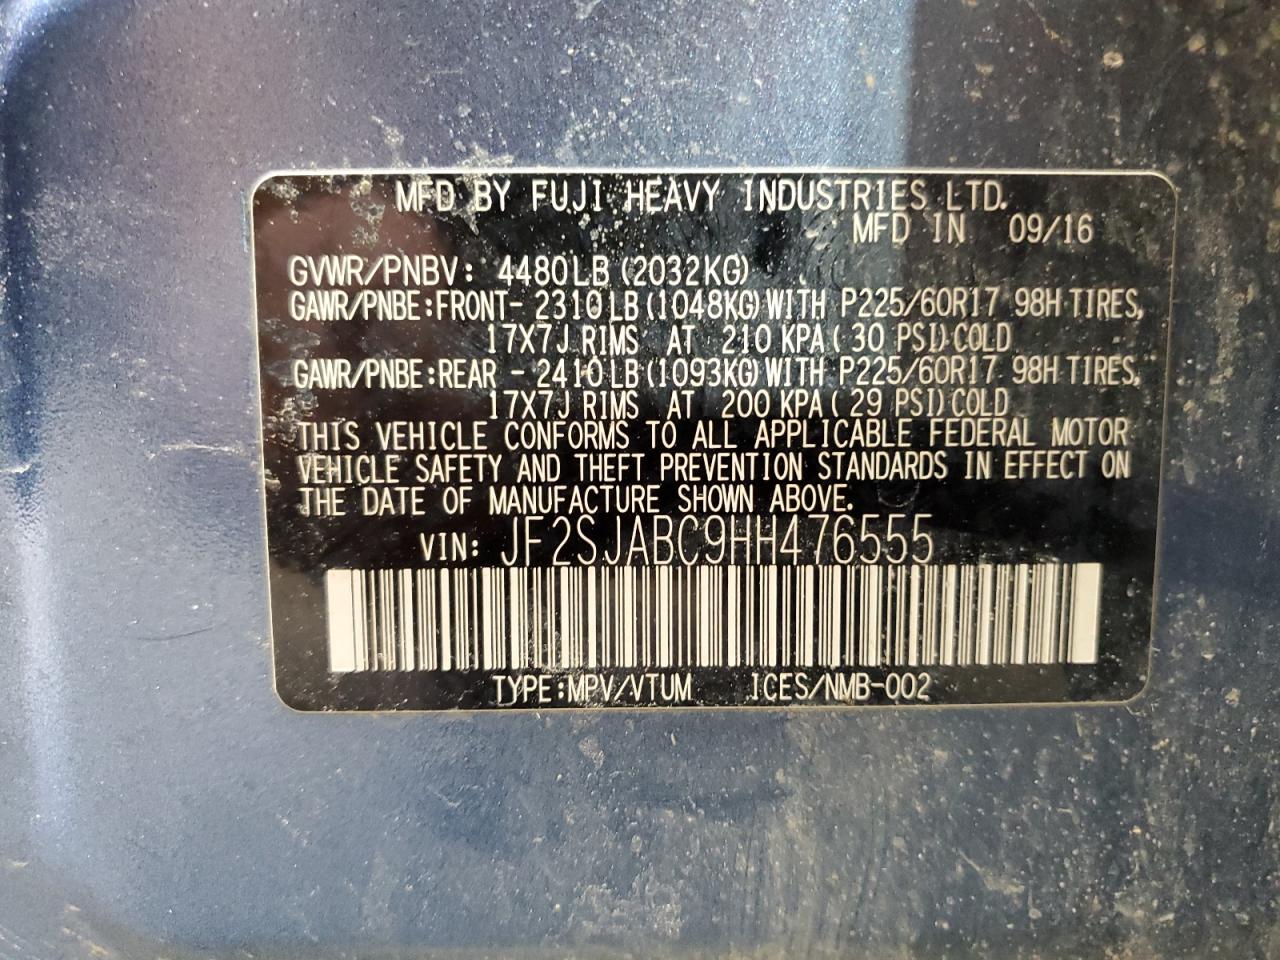 MFD BY FUJI HEAVY INDUSTRIES LTD.
MFD IN 09/16
GVWR/PNBV: 4480LB(2032KG)
GAWR/PNBE:FRONT- 2310LB(1048KG)WITH P225/60R17 98H TIRES,
17X7J RIMS AT 210 KPA(30 PSI)COLD
GAWR/PNBE:REAR - 2410LB(1093KG)WITH P225/60R17 98H TIRES,
17X7J RIMS AT 200 KPA(29 PSI)COLD
THIS VEHICLE CONFORMS TO ALL APPLICABLE FEDERAL MOTOR
VEHICLE SAFETY AND THEFT PREVENTION STANDARDS IN EFFECT ON
THE DATE OF MANUFACTURE SHOWN ABOVE.
VIN: JF2SJABC9HH476555
TYPE:MPV/VTUM ICES/NMB-002